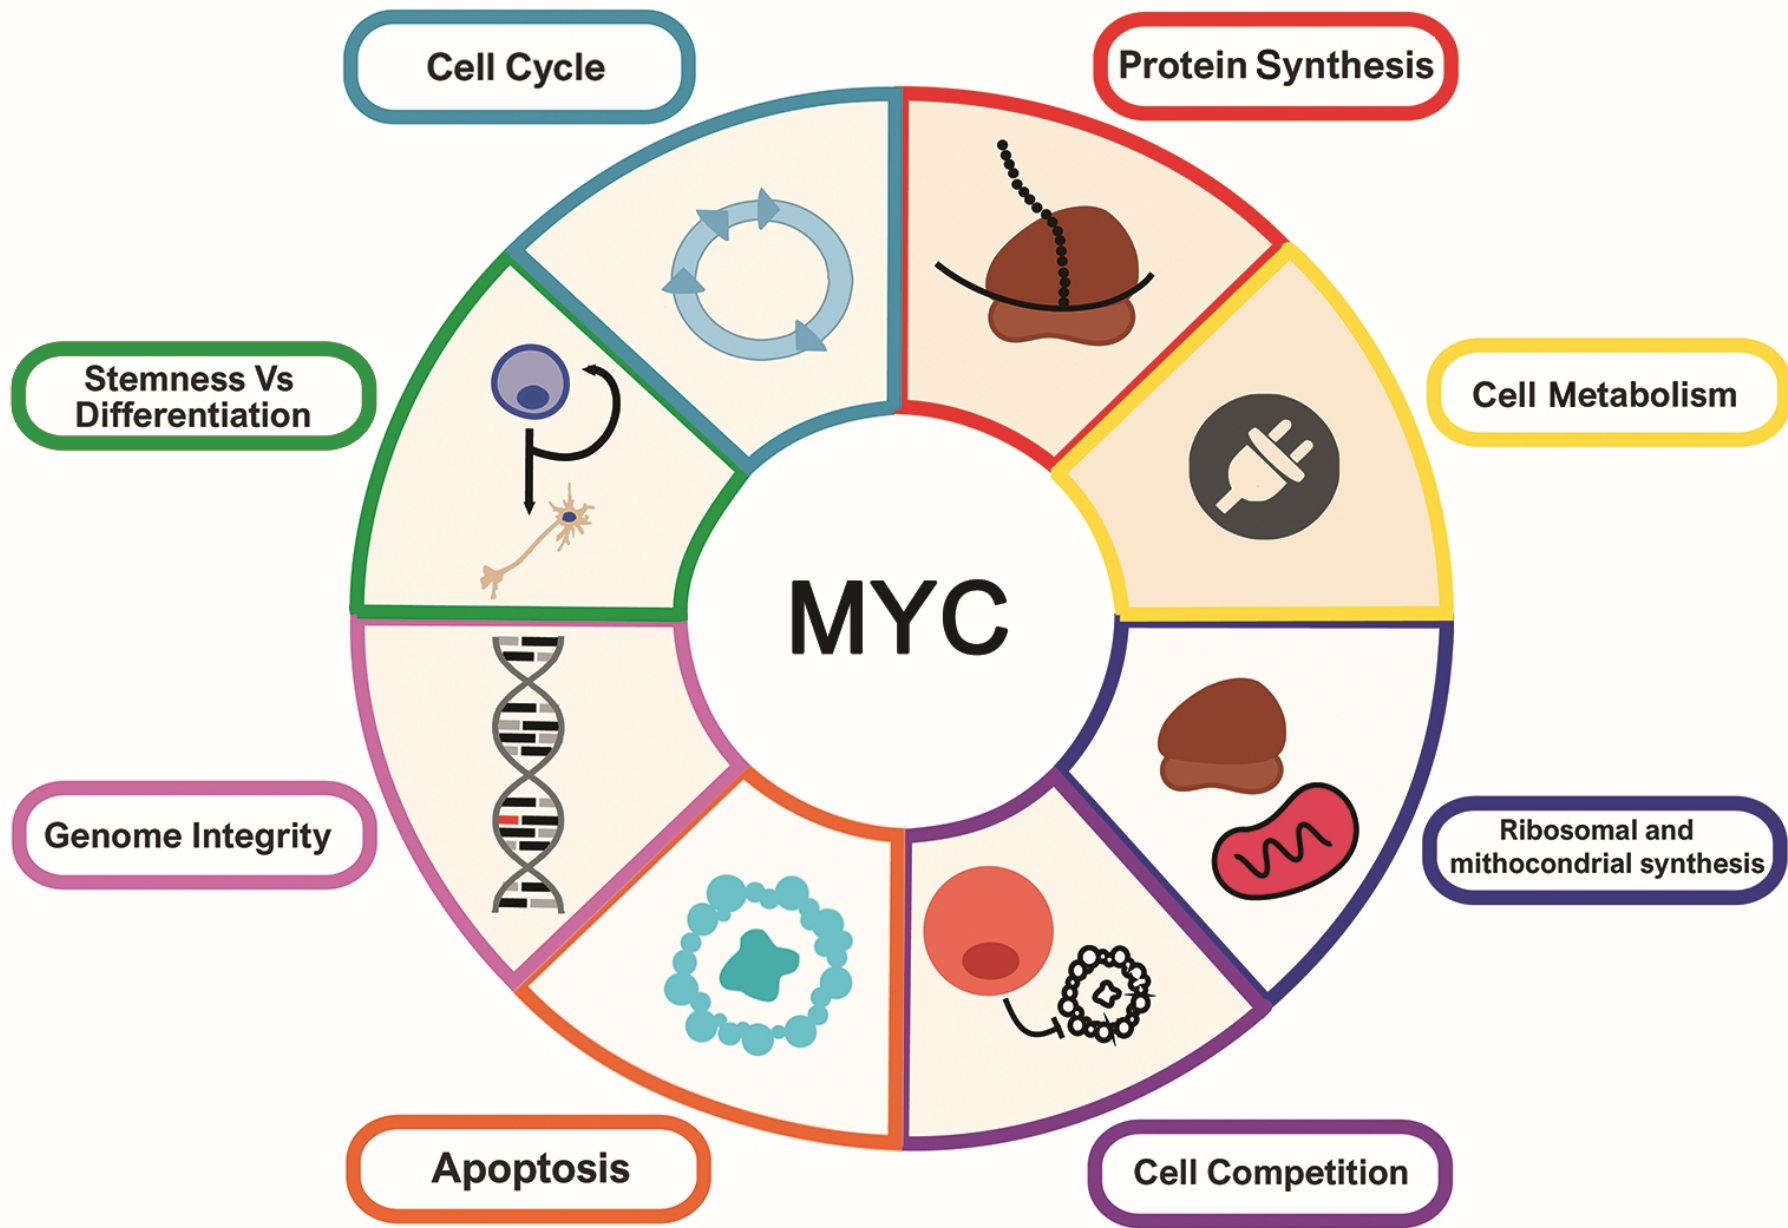 Cell Cycle
Protein Synthesis
Stemness Vs
Differentiation
Cell Metabolism
MYC
Genome Integrity
Ribosomal and
mithocondrial synthesis
Apoptosis
Cell Competition